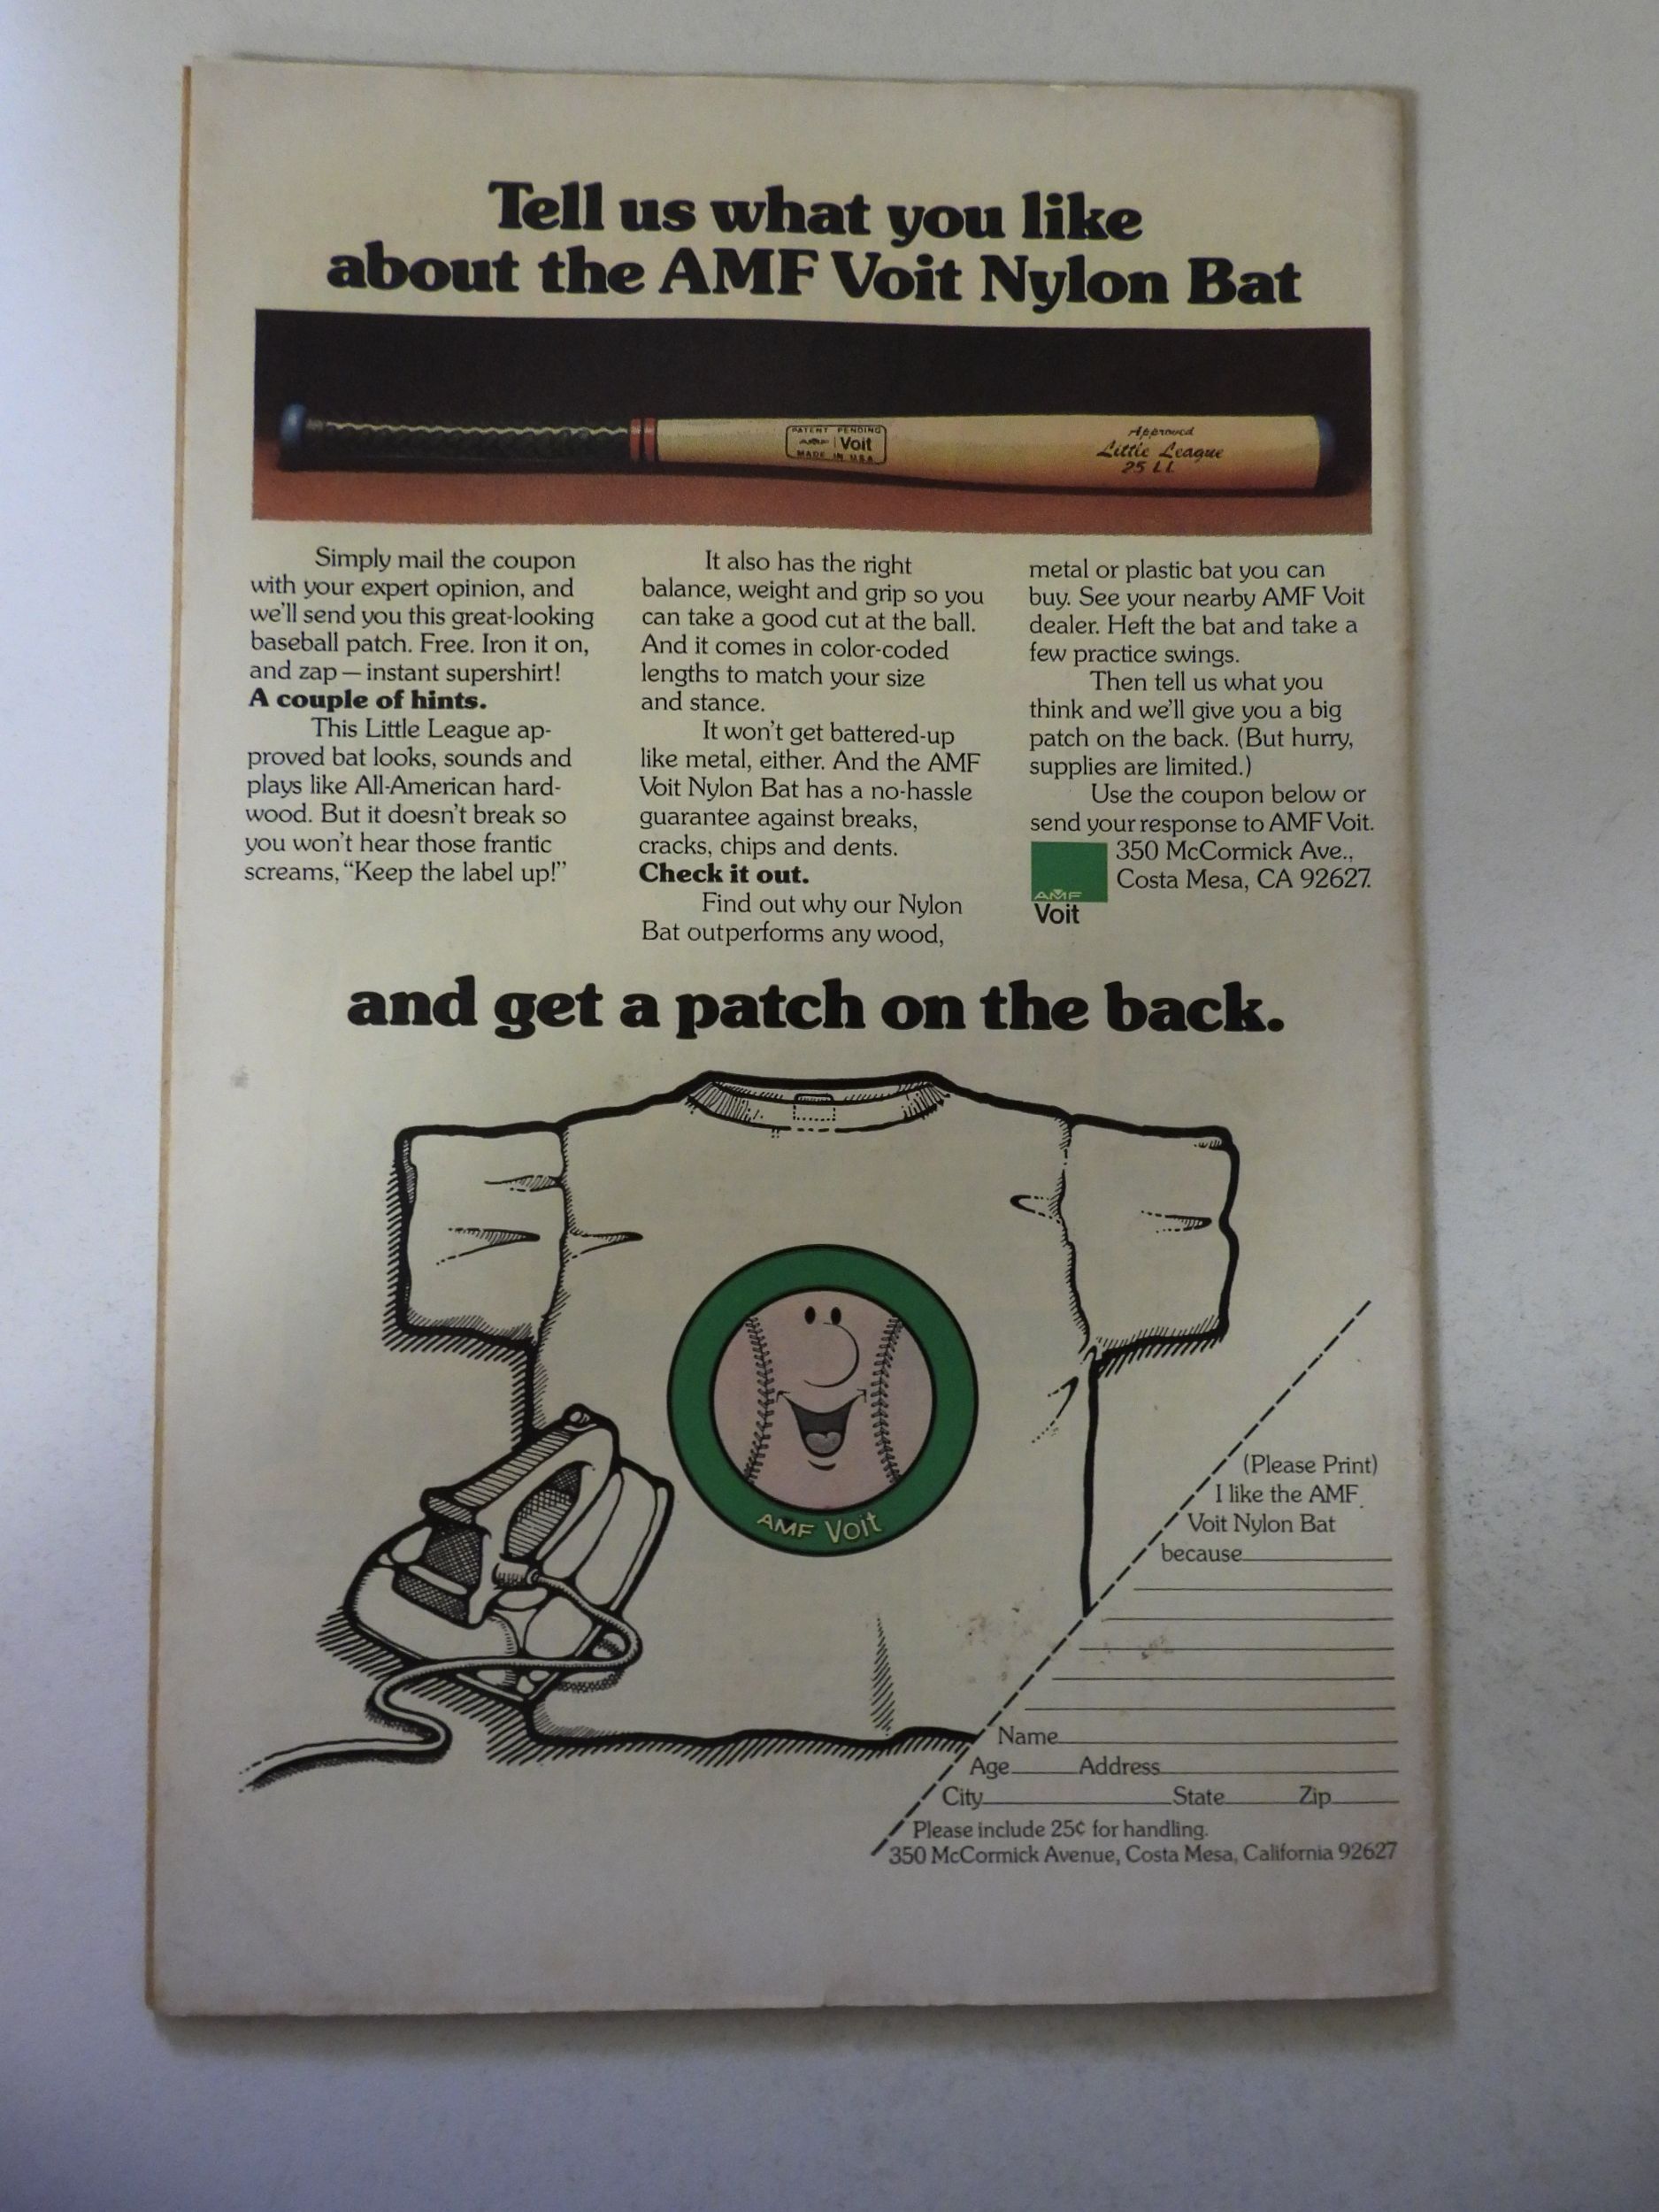 Tell us what you like
about the AMF Voit Nylon Bat
PATENT PENDING
AMF Voit
MADE IN U.S.A.
Approved
Little League
25 LL
Simply mail the coupon
with your expert opinion, and
we'll send you this great-looking
baseball patch. Free. Iron it on,
and zap — instant supershirt!
A couple of hints.
This Little League ap-
proved bat looks, sounds and
plays like All-American hard-
wood. But it doesn't break so
you won't hear those frantic
screams, “Keep the label up!”
It also has the right
balance, weight and grip so you
can take a good cut at the ball.
And it comes in color-coded
lengths to match your size
and stance.
It won't get battered-up
like metal, either. And the AMF
Voit Nylon Bat has a no-hassle
guarantee against breaks,
cracks, chips and dents.
Check it out.
Find out why our Nylon
Bat outperforms any wood,
metal or plastic bat you can
buy. See your nearby AMF Voit
dealer. Heft the bat and take a
few practice swings.
Then tell us what you
think and we'll give you a big
patch on the back. (But hurry,
supplies are limited.)
Use the coupon below or
send your response to AMF Voit.
350 McCormick Ave.,
Costa Mesa, CA 92627.
AMF
Voit
and get a patch on the back.
AMF Voit
(Please Print)
I like the AMF
Voit Nylon Bat
because
Name
Age Address
City State Zip
Please include 25¢ for handling.
350 McCormick Avenue, Costa Mesa, California 92627